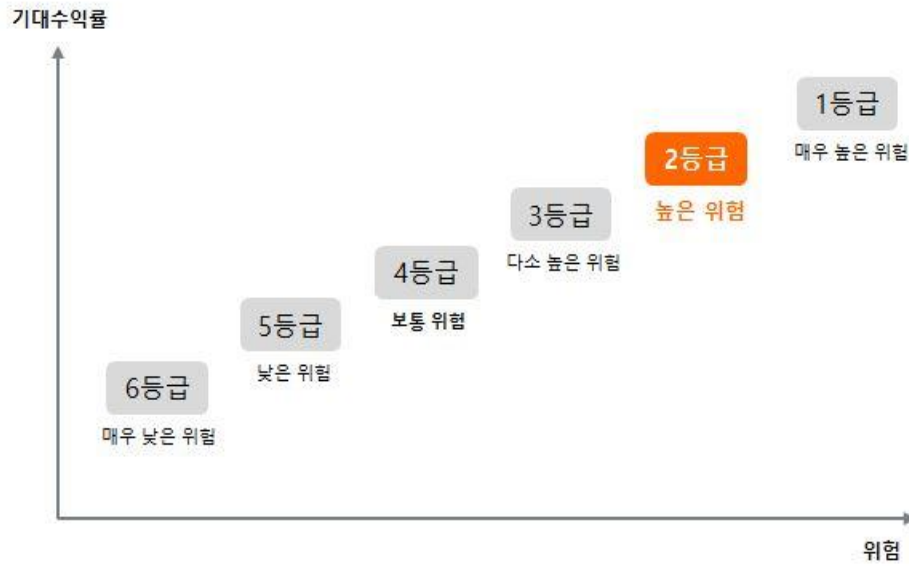 기대수익률
1등급
매우 높은 위험
2등급
높은 위험
3등급
다소 높은 위험
4등급
보통 위험
5등급
낮은 위험
6등급
매우 낮은 위험
위험